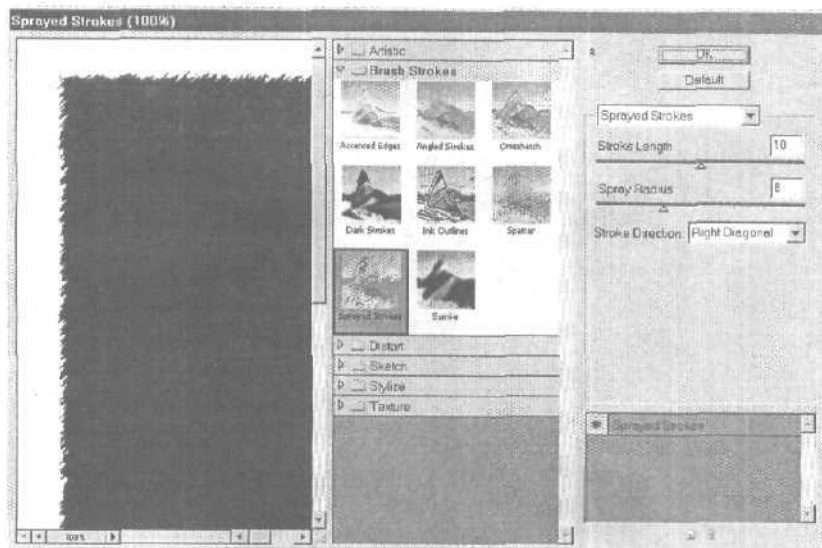 Sprayed Strokes (100%)
Artistic
Brush Strokes
Accented Edges Angled Strokes Crosshatch
Dark Strokes Ink Outlines Spatter
Sprayed Strokes Sumi-e
Distort
Sketch
Stylize
Texture
100%
OK
Default
Sprayed Strokes
Stroke Length 10
Spray Radius 8
Stroke Direction: Right Diagonal
Sprayed Strokes